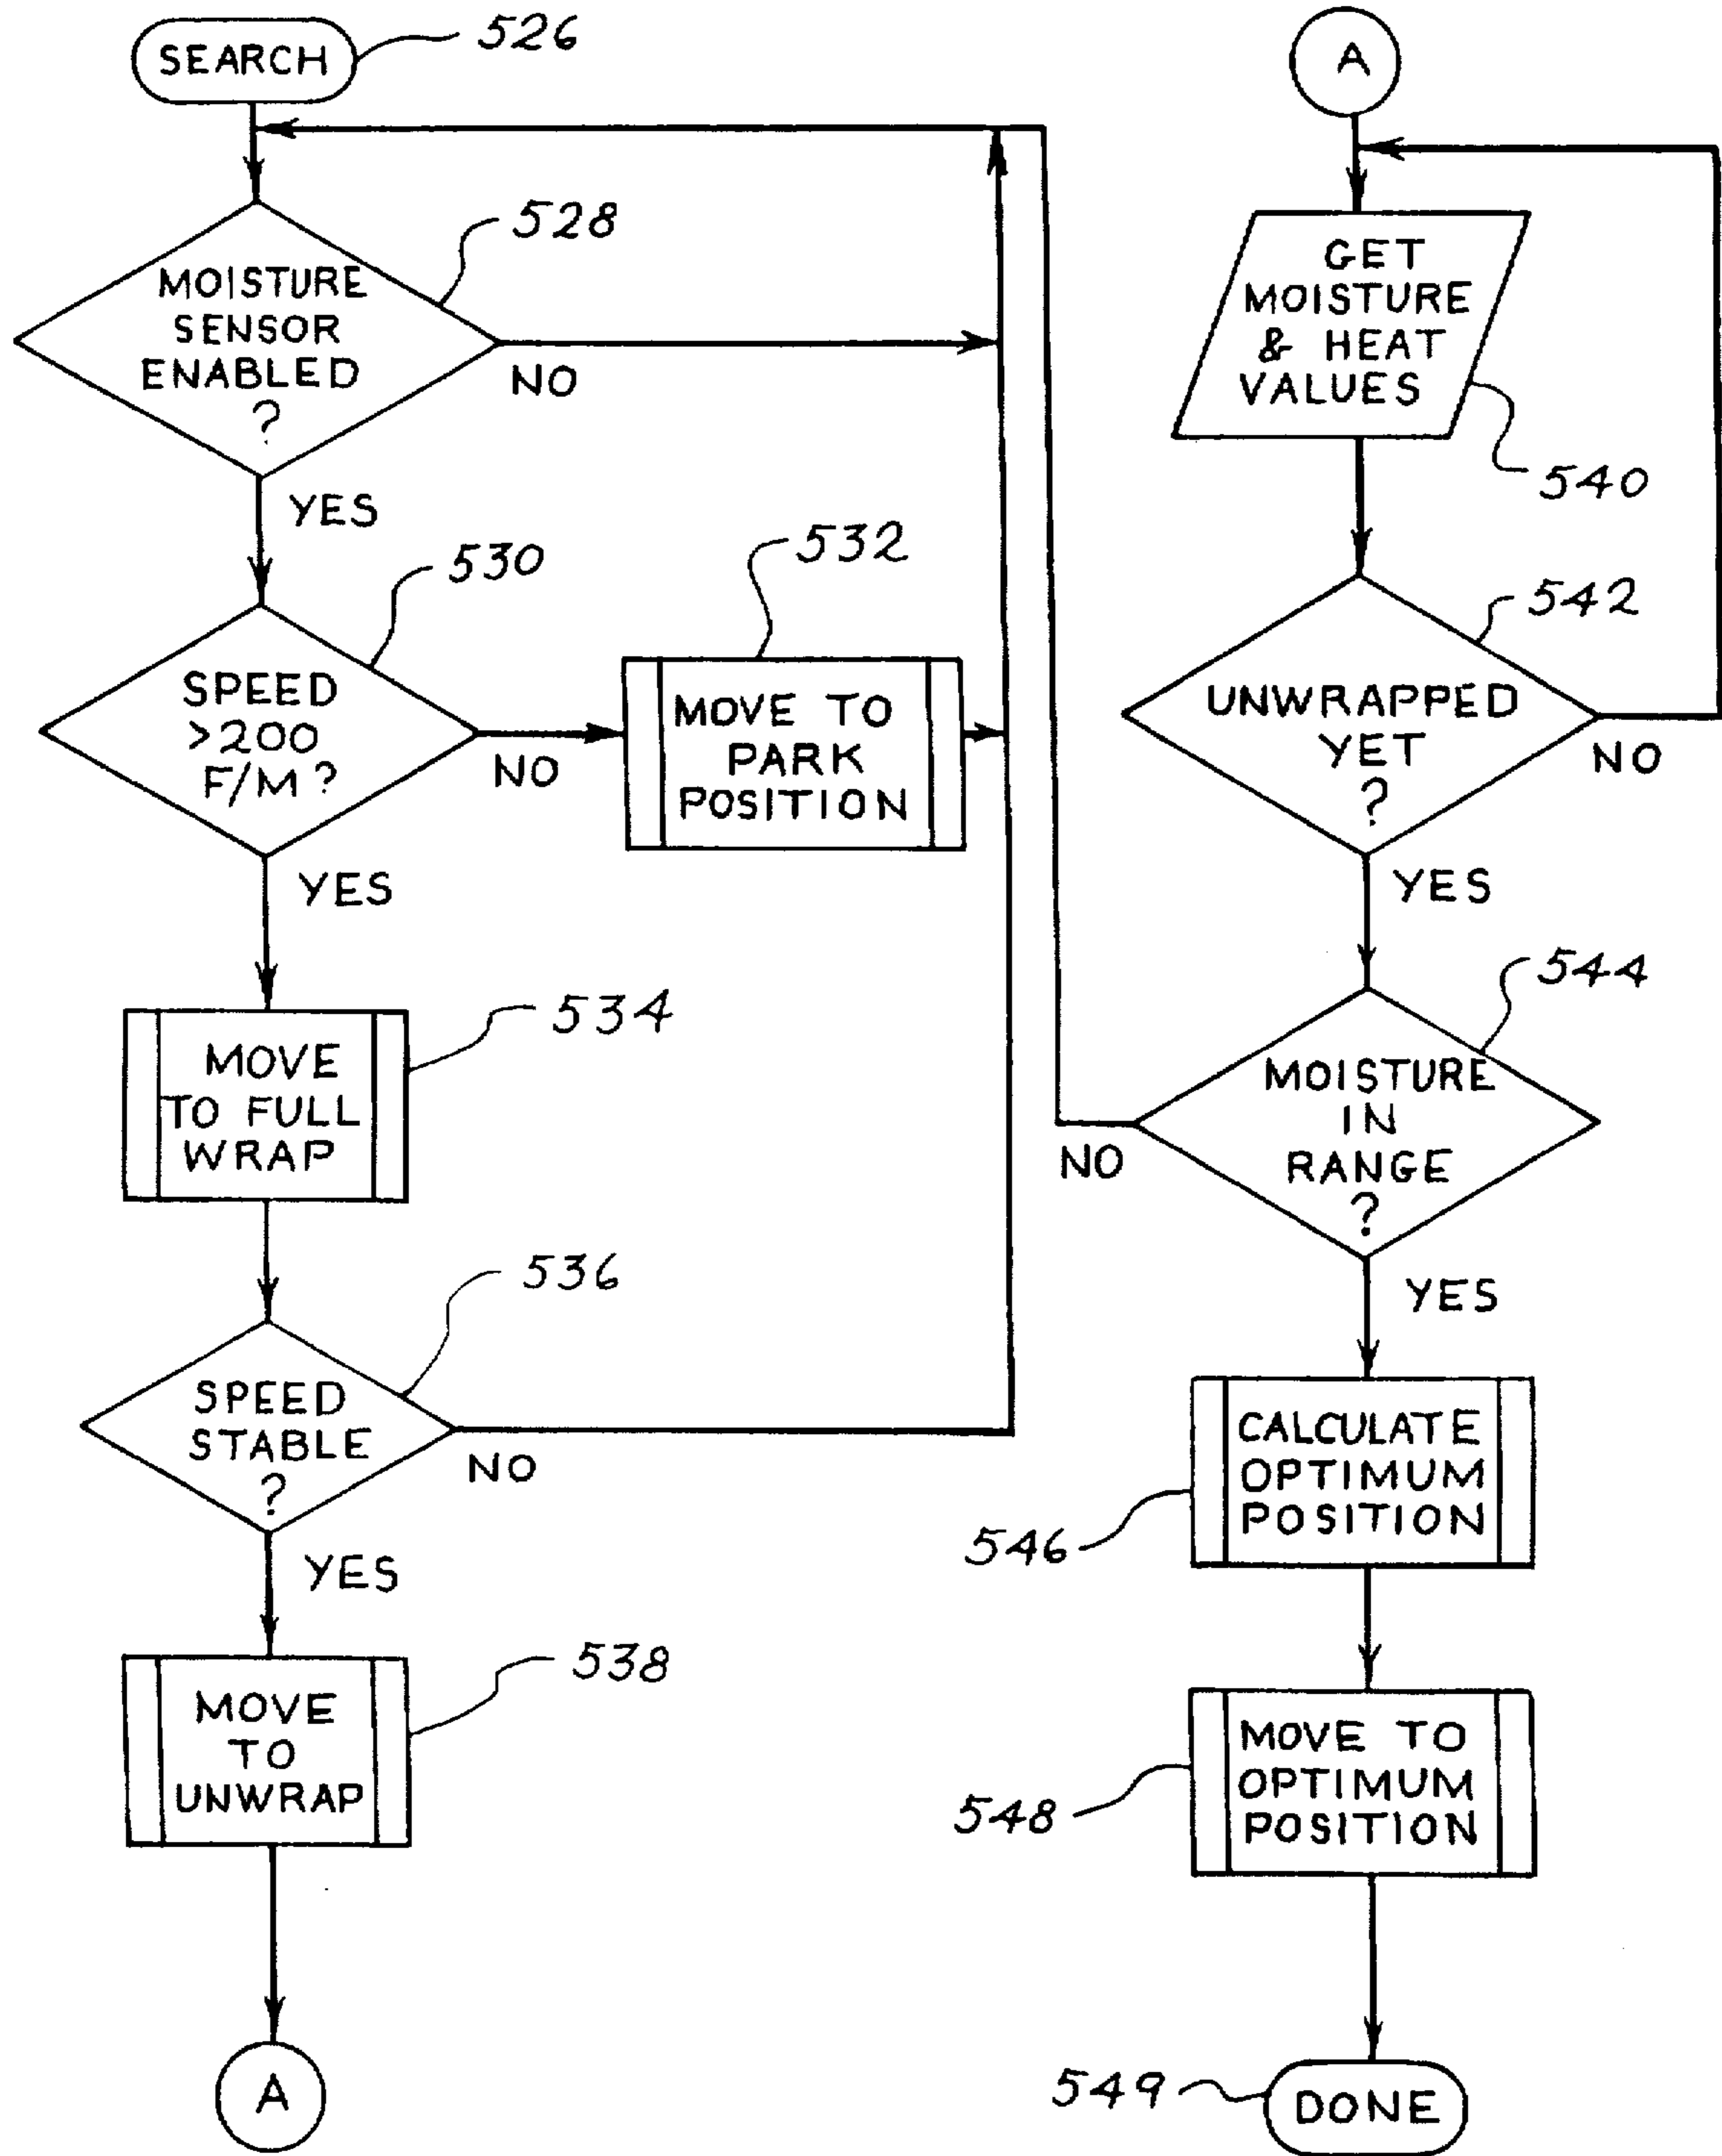 SEARCH
526
MOISTURE
SENSOR
ENABLED
?
528
NO
YES
SPEED
>200
F/M?
530
NO
MOVE TO
PARK
POSITION
532
YES
MOVE
TO FULL
WRAP
534
SPEED
STABLE
?
536
NO
YES
MOVE
TO
UNWRAP
538
A
A
GET
MOISTURE
& HEAT
VALUES
540
UNWRAPPED
YET
?
542
NO
YES
MOISTURE
IN
RANGE
?
544
NO
YES
CALCULATE
OPTIMUM
POSITION
546
MOVE TO
OPTIMUM
POSITION
548
DONE
549